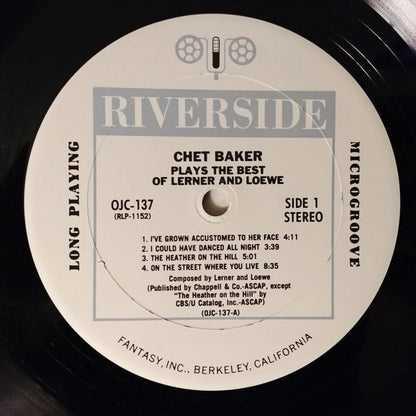 RIVERSIDE
LONG PLAYING
MICROGROOVE
CHET BAKER
PLAYS THE BEST
OF LERNER AND LOEWE
OJC-137
(RLP-1152)
SIDE 1
STEREO
1. I'VE GROWN ACCUSTOMED TO HER FACE 4:11
2. I COULD HAVE DANCED ALL NIGHT 3:39
3. THE HEATHER ON THE HILL 5:01
4. ON THE STREET WHERE YOU LIVE 8:35
Composed by Lerner and Loewe
(Published by Chappell & Co.-ASCAP, except
"The Heather on the Hill" by
CBS/U Catalog, Inc.-ASCAP)
(OJC-137-A)
FANTASY, INC., BERKELEY, CALIFORNIA